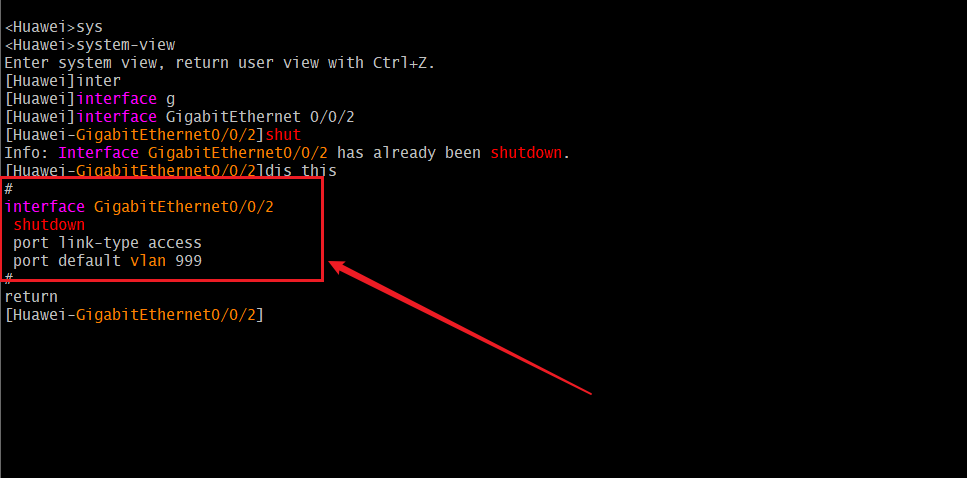 <Huawei>sys
<Huawei>system-view
Enter system view, return user view with Ctrl+Z.
[Huawei]inter
[Huawei]interface g
[Huawei]interface GigabitEthernet 0/0/2
[Huawei-GigabitEthernet0/0/2]shut
Info: Interface GigabitEthernet0/0/2 has already been shutdown.
[Huawei-GigabitEthernet0/0/2]dis this
#
interface GigabitEthernet0/0/2
 shutdown
 port link-type access
 port default vlan 999
#
return
[Huawei-GigabitEthernet0/0/2]